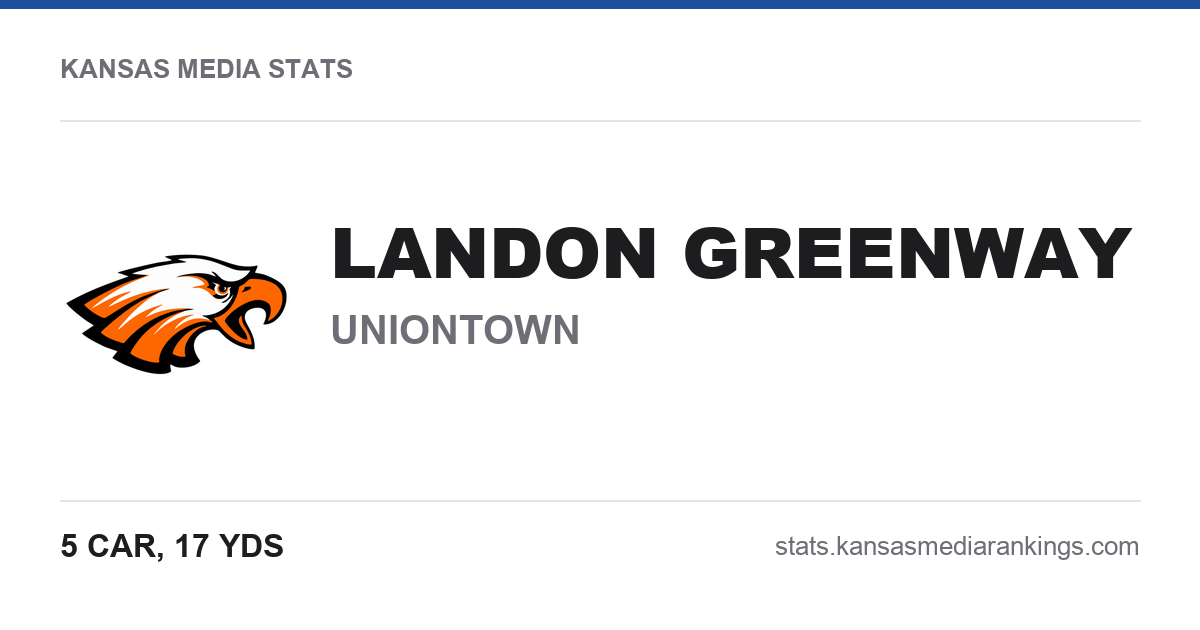 KANSAS MEDIA STATS
LANDON GREENWAY
UNIONTOWN
5 CAR, 17 YDS
stats.kansasmediarankings.com